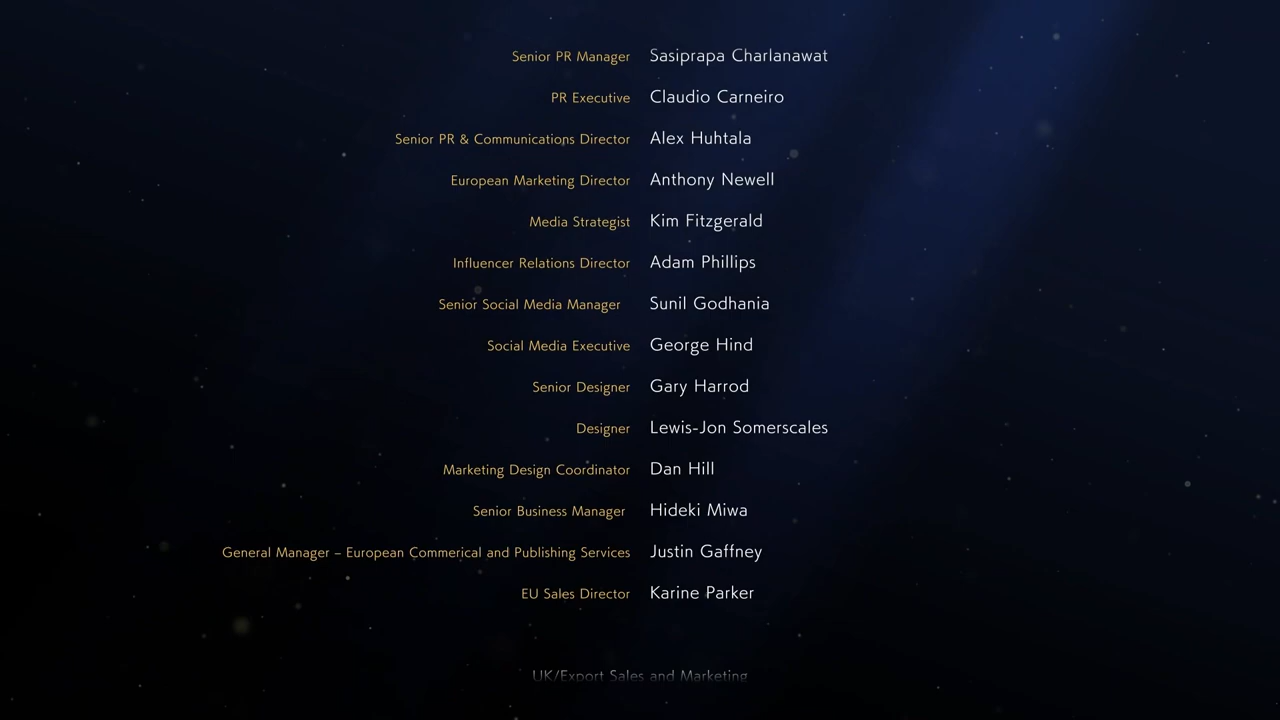 Senior PR Manager Sasiprapa Charlanawat
PR Executive Claudio Carneiro
Senior PR & Communications Director Alex Huhtala
European Marketing Director Anthony Newell
Media Strategist Kim Fitzgerald
Influencer Relations Director Adam Phillips
Senior Social Media Manager Sunil Godhania
Social Media Executive George Hind
Senior Designer Gary Harrod
Designer Lewis-Jon Somerscales
Marketing Design Coordinator Dan Hill
Senior Business Manager Hideki Miwa
General Manager – European Commerical and Publishing Services Justin Gaffney
EU Sales Director Karine Parker
UK/Export Sales and Marketing